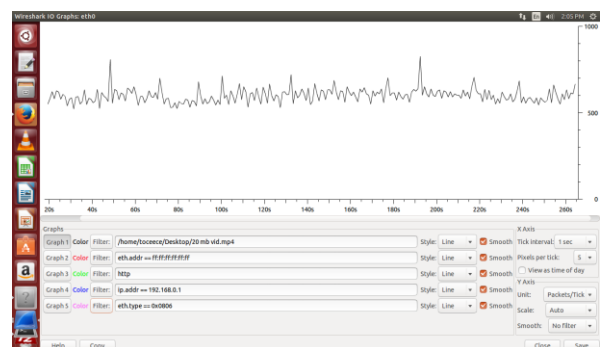 Wireshark IO Graphs: eth0
En 2:05 PM
1000
500
0
20s 40s 60s 80s 100s 120s 140s 160s 180s 200s 220s 240s 260s
Graphs
X Axis
Graph 1 Color Filter: /home/toceece/Desktop/20 mb vid.mp4 Style: Line Smooth Tick interval: 1 sec
Graph 2 Color Filter: eth.addr == ff:ff:ff:ff:ff:ff Style: Line Smooth Pixels per tick: 5
Graph 3 Color Filter: http Style: Line Smooth View as time of day
Y Axis
Graph 4 Color Filter: ip.addr == 192.168.0.1 Style: Line Smooth Unit: Packets/Tick
Graph 5 Color Filter: eth.type == 0x0806 Style: Line Smooth Scale: Auto
Smooth: No filter
Help Copy Close Save